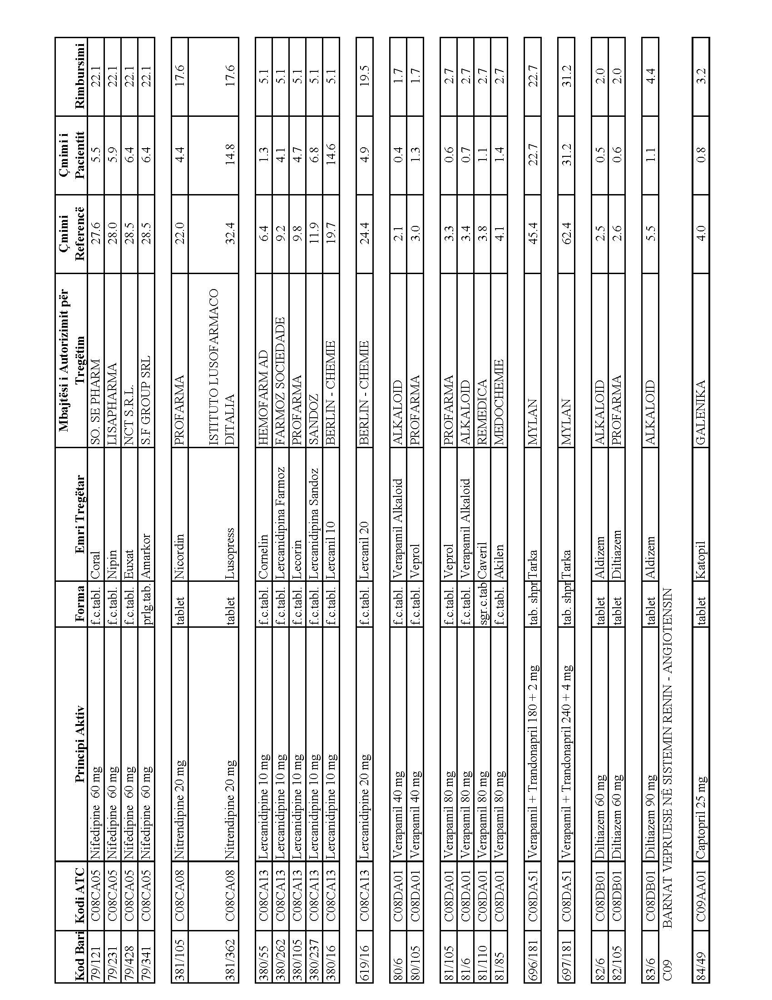 Kod Bari Kodi ATC Principi Aktiv Forma Emri Tregëtar Mbajtësi i Autorizimit për Tregëtim Çmimi Referencë Çmimi i Pacientit Rimbursimi
79/121 C08CA05 Nifedipine 60 mg f.c.tabl. Coral SO. SE PHARM 27.6 5.5 22.1
79/231 C08CA05 Nifedipine 60 mg f.c.tabl. Nipin LISAPHARMA 28.0 5.9 22.1
79/428 C08CA05 Nifedipine 60 mg f.c.tabl. Euxat NCT S.R.L. 28.5 6.4 22.1
79/341 C08CA05 Nifedipine 60 mg prlg.tab. Amarkor S.F GROUP SRL 28.5 6.4 22.1
381/105 C08CA08 Nitrendipine 20 mg tablet Nicordin PROFARMA 22.0 4.4 17.6
381/362 C08CA08 Nitrendipine 20 mg tablet Lusopress ISTITUTO LUSOFARMACO DITALIA 32.4 14.8 17.6
380/55 C08CA13 Lercanidipine 10 mg f.c.tabl. Cornelin HEMOFARM AD 6.4 1.3 5.1
380/262 C08CA13 Lercanidipine 10 mg f.c.tabl. Lercanidipina Farmoz FARMOZ SOCIEDADE 9.2 4.1 5.1
380/105 C08CA13 Lercanidipine 10 mg f.c.tabl. Lecorin PROFARMA 9.8 4.7 5.1
380/237 C08CA13 Lercanidipine 10 mg f.c.tabl. Lercanidipina Sandoz SANDOZ 11.9 6.8 5.1
380/16 C08CA13 Lercanidipine 10 mg f.c.tabl. Lercanil 10 BERLIN - CHEMIE 19.7 14.6 5.1
619/16 C08CA13 Lercanidipine 20 mg f.c.tabl. Lercanil 20 BERLIN - CHEMIE 24.4 4.9 19.5
80/6 C08DA01 Verapamil 40 mg f.c.tabl. Verapamil Alkaloid ALKALOID 2.1 0.4 1.7
80/105 C08DA01 Verapamil 40 mg f.c.tabl. Veprol PROFARMA 3.0 1.3 1.7
81/105 C08DA01 Verapamil 80 mg f.c.tabl. Veprol PROFARMA 3.3 0.6 2.7
81/6 C08DA01 Verapamil 80 mg f.c.tabl. Verapamil Alkaloid ALKALOID 3.4 0.7 2.7
81/110 C08DA01 Verapamil 80 mg sgr.c.tab Caveril REMEDICA 3.8 1.1 2.7
81/85 C08DA01 Verapamil 80 mg f.c.tabl. Akilen MEDOCHEMIE 4.1 1.4 2.7
696/181 C08DA51 Verapamil + Trandonapril 180 + 2 mg tab. shpr Tarka MYLAN 45.4 22.7 22.7
697/181 C08DA51 Verapamil + Trandonapril 240 + 4 mg tab. shpr Tarka MYLAN 62.4 31.2 31.2
82/6 C08DB01 Diltiazem 60 mg tablet Aldizem ALKALOID 2.5 0.5 2.0
82/105 C08DB01 Diltiazem 60 mg tablet Diltiazem PROFARMA 2.6 0.6 2.0
83/6 C08DB01 Diltiazem 90 mg tablet Aldizem ALKALOID 5.5 1.1 4.4
C09 BARNAT VEPRUESE NË SISTEMIN RENIN - ANGIOTENSIN
84/49 C09AA01 Captopril 25 mg tablet Katopil GALENIKA 4.0 0.8 3.2